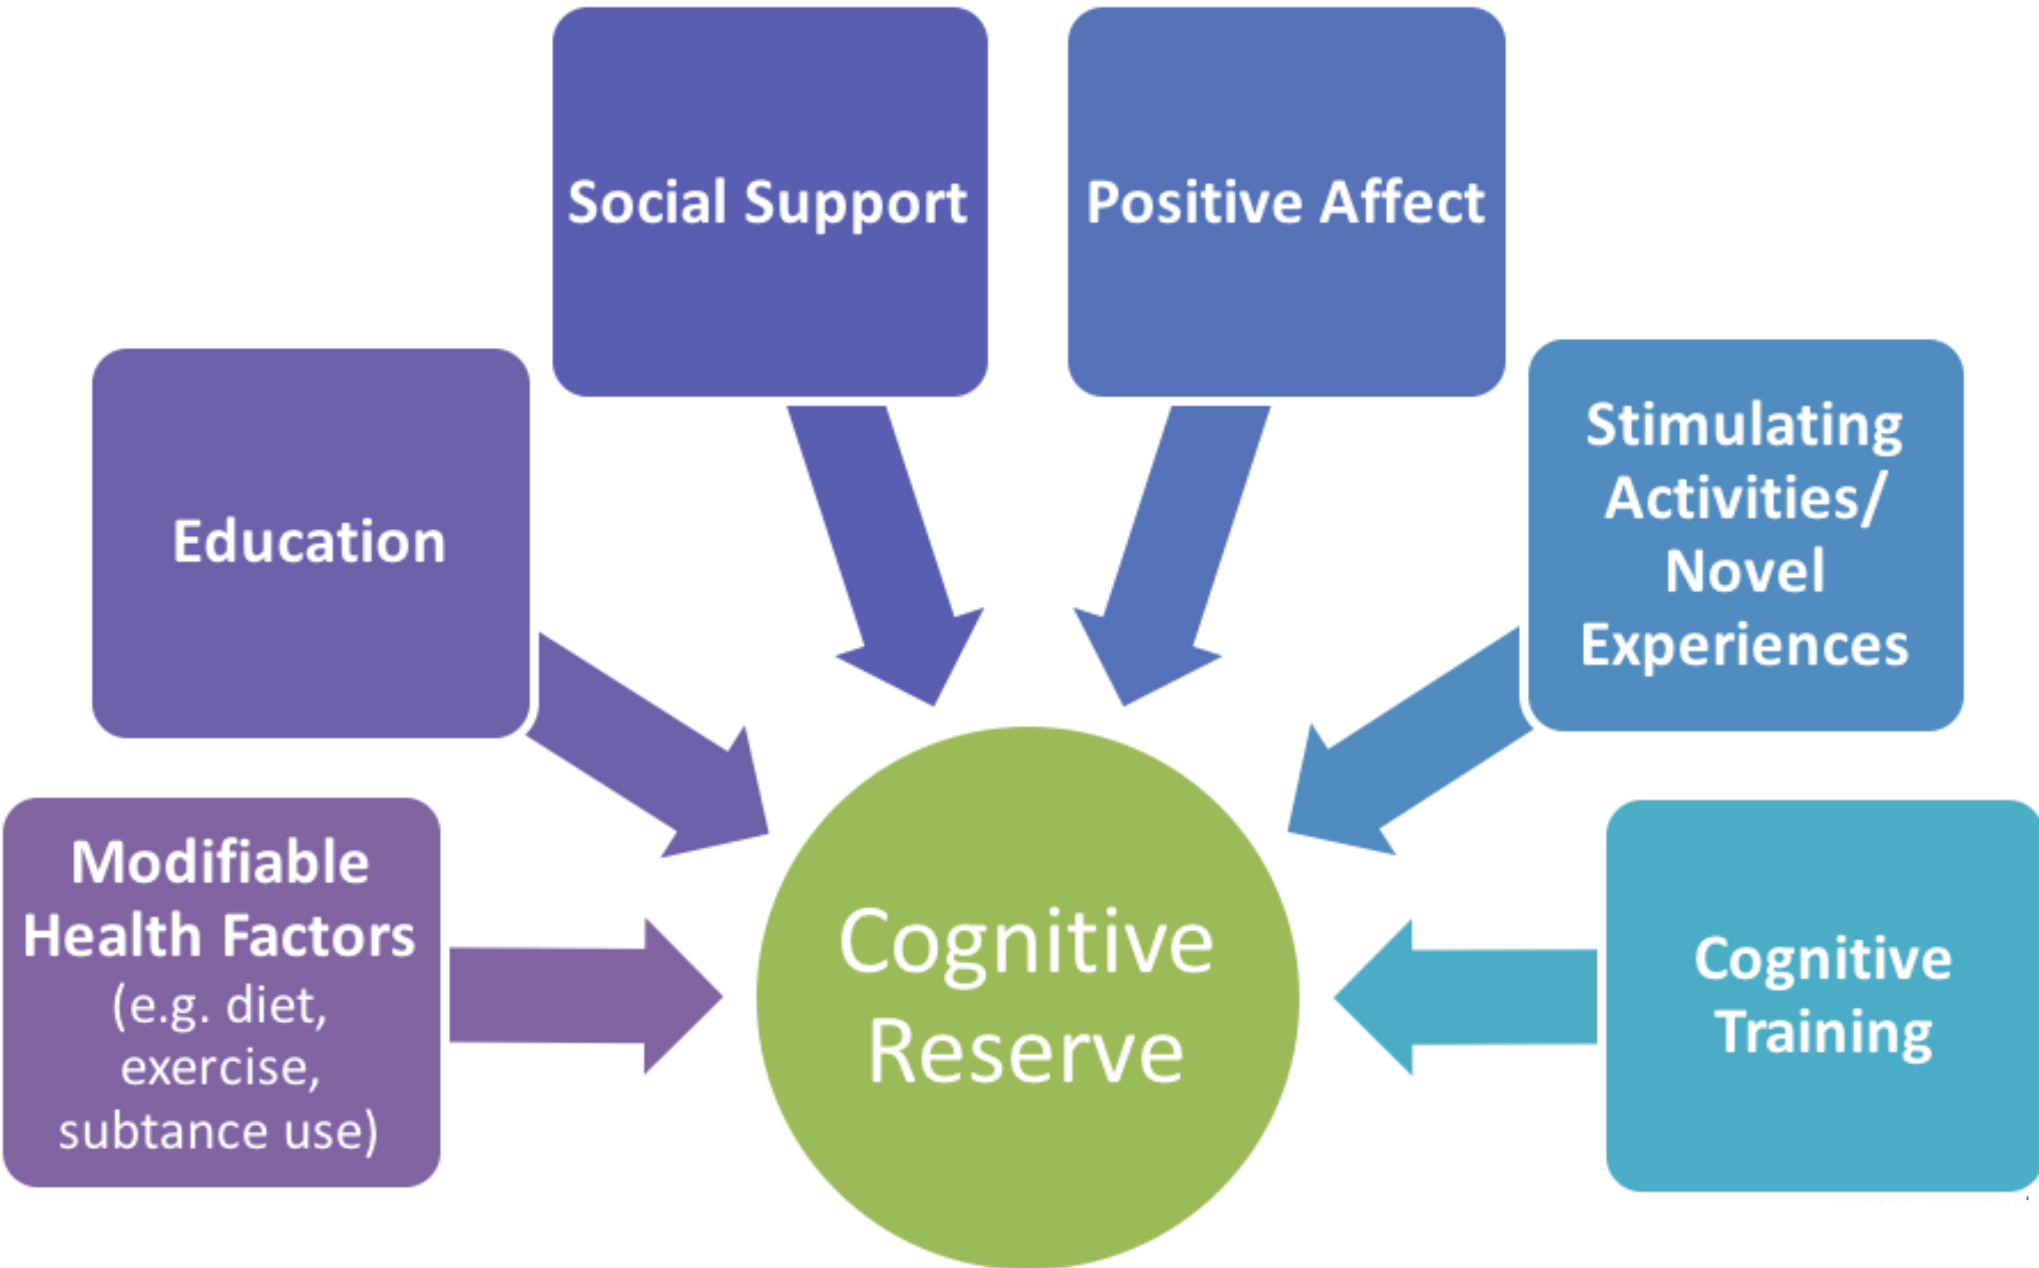 Social Support
Positive Affect
Education
Stimulating
Activities/
Novel
Experiences
Modifiable
Health Factors
(e.g. diet,
exercise,
subtance use)
Cognitive
Reserve
Cognitive
Training